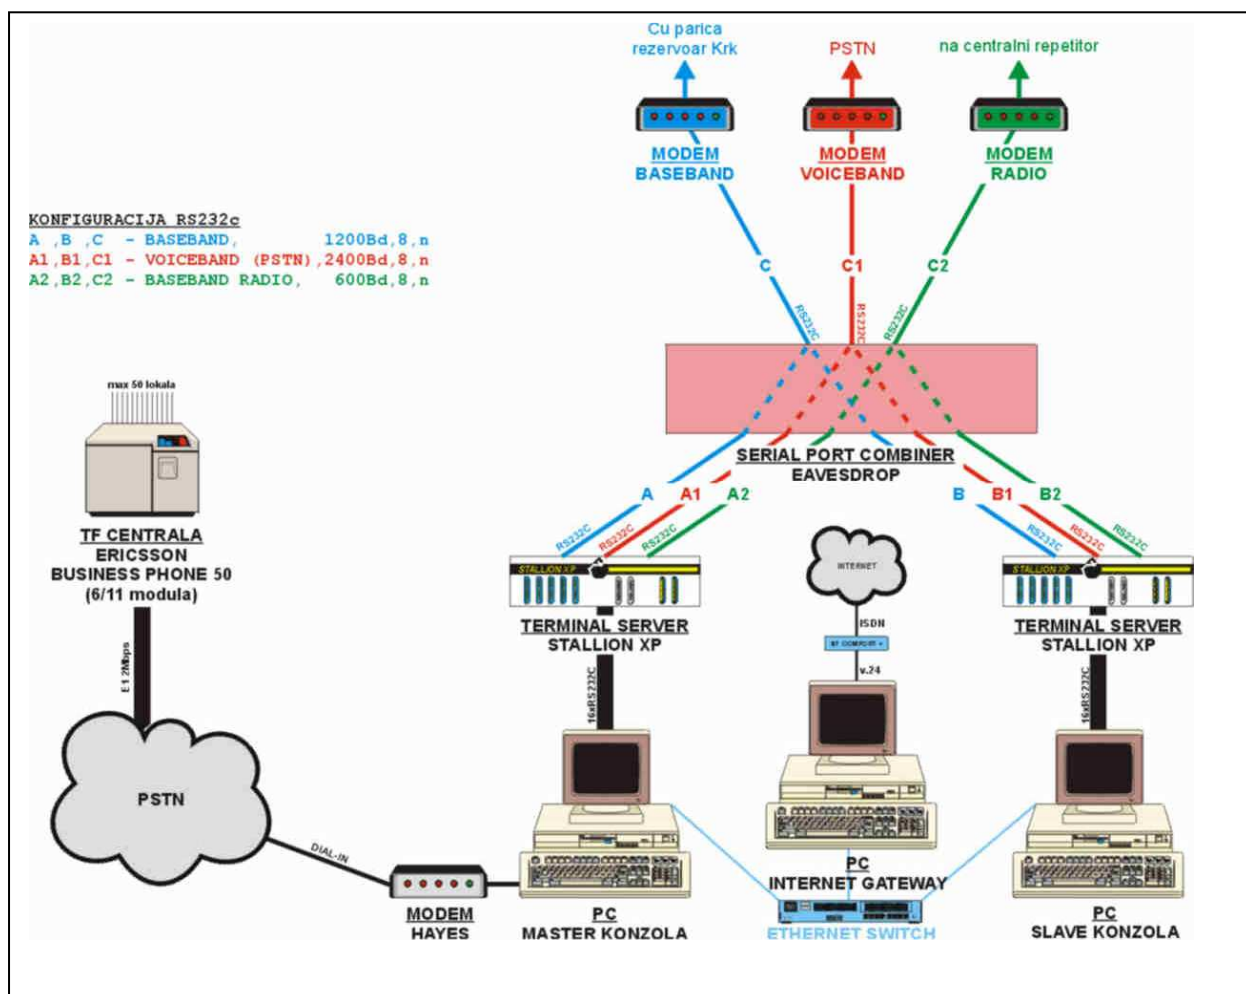 Cu parica
rezervoar Krk
PSTN
na centralni repetitor
MODEM
BASEBAND
MODEM
VOICEBAND
MODEM
RADIO
KONFIGURACIJA RS232c
A ,B ,C  - BASEBAND,        1200Bd,8,n
A1,B1,C1 - VOICEBAND (PSTN),2400Bd,8,n
A2,B2,C2 - BASEBAND RADIO,   600Bd,8,n
C
C1
C2
RS232C
RS232C
RS232C
max 50 lokala
SERIAL PORT COMBINER
EAVESDROP
A
A1
A2
B
B1
B2
RS232C
RS232C
RS232C
RS232C
RS232C
RS232C
TF CENTRALA
ERICSSON
BUSINESS PHONE 50
(6/11 modula)
STALLION XP
INTERNET
STALLION XP
TERMINAL SERVER
STALLION XP
ISDN
TERMINAL SERVER
STALLION XP
v.24
E1 2Mbps
16xRS232C
16xRS232C
PSTN
DIAL-IN
MODEM
HAYES
PC
MASTER KONZOLA
PC
INTERNET GATEWAY
ETHERNET SWITCH
PC
SLAVE KONZOLA